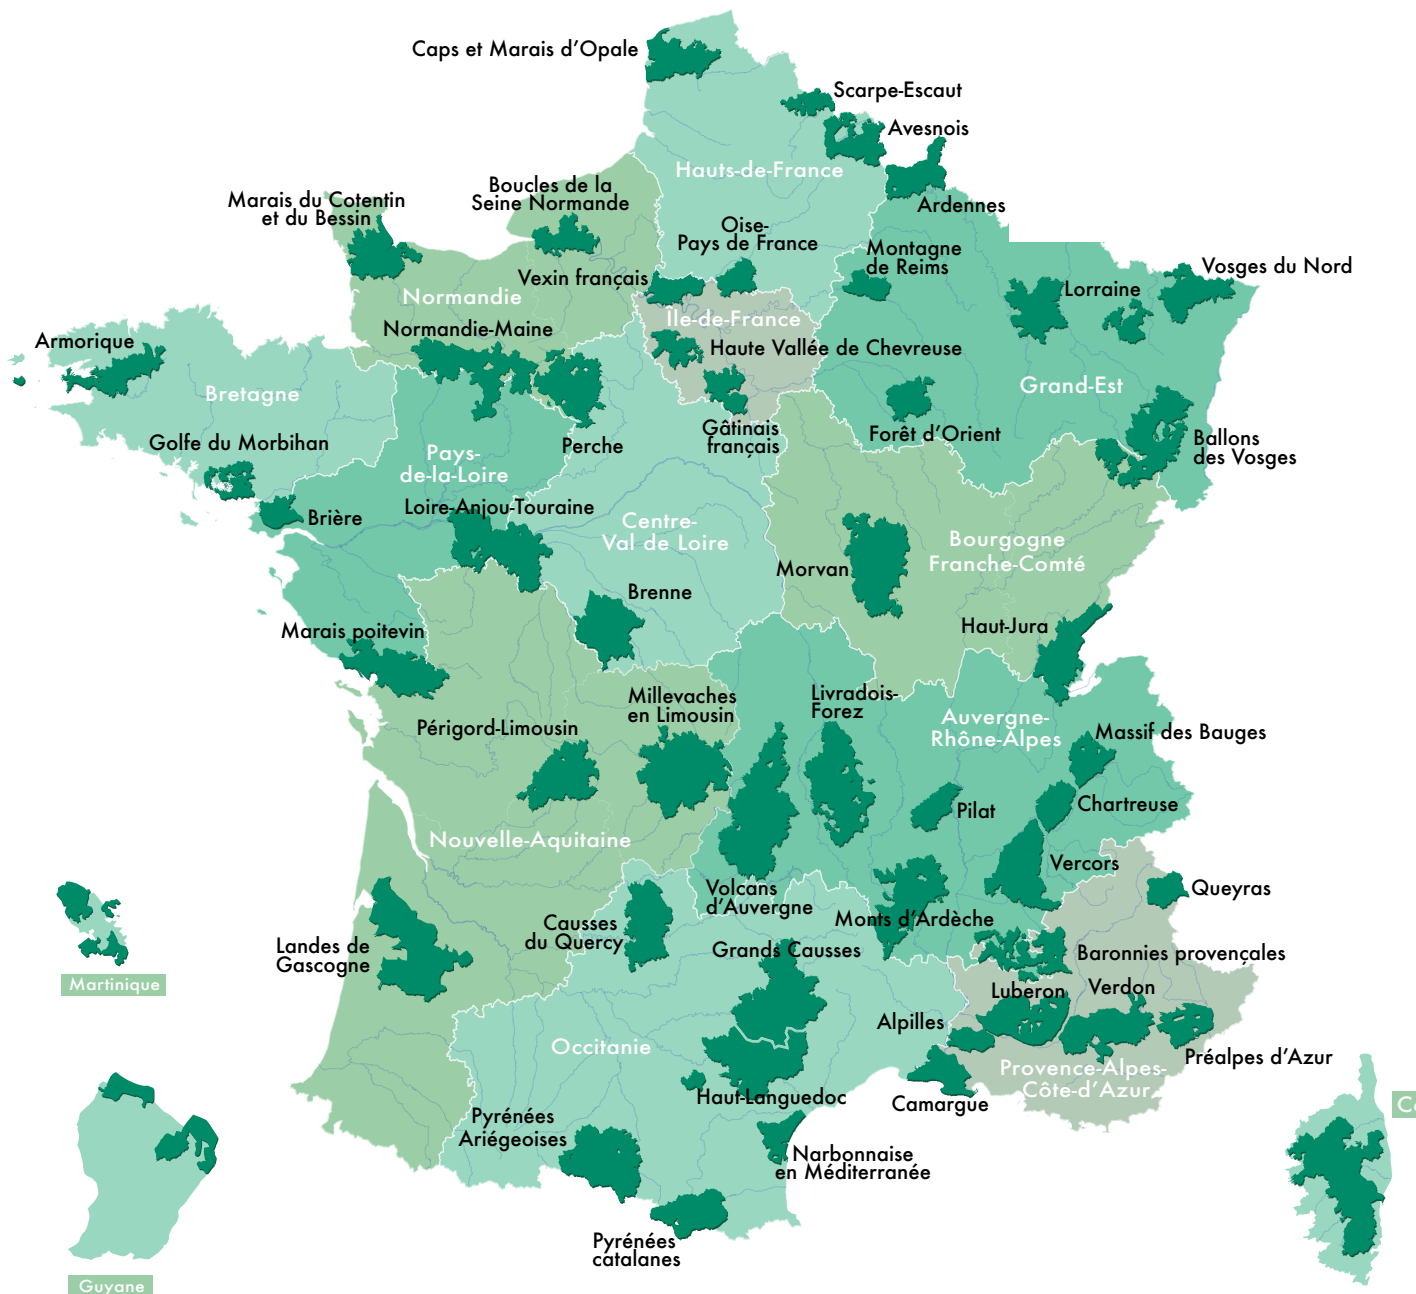 Caps et Marais d'Opale
Scarpe-Escaut
Avesnois
Hauts-de-France
Ardennes
Marais du Cotentin
et du Bessin
Boucles de la
Seine Normande
Oise-
Pays de France
Montagne
de Reims
Vosges du Nord
Vexin français
Lorraine
Normandie
Île-de-France
Normandie-Maine
Armorique
Haute Vallée de Chevreuse
Grand-Est
Bretagne
Gâtinais
français
Forêt d'Orient
Ballons
des Vosges
Golfe du Morbihan
Perche
Pays-
de-la-Loire
Brière
Loire-Anjou-Touraine
Centre-
Val de Loire
Bourgogne
Franche-Comté
Morvan
Brenne
Haut-Jura
Marais poitevin
Millevaches
en Limousin
Livradois-
Forez
Auvergne-
Rhône-Alpes
Périgord-Limousin
Massif des Bauges
Chartreuse
Pilat
Nouvelle-Aquitaine
Vercors
Queyras
Volcans
d'Auvergne
Monts d'Ardèche
Causses
du Quercy
Landes de
Gascogne
Grands Causses
Baronnies provençales
Martinique
Luberon
Verdon
Alpilles
Occitanie
Préalpes d'Azur
Provence-Alpes-
Côte-d'Azur
Haut-Languedoc
Camargue
Pyrénées
Ariégeoises
Narbonnaise
en Méditerranée
Pyrénées
catalanes
Guyane